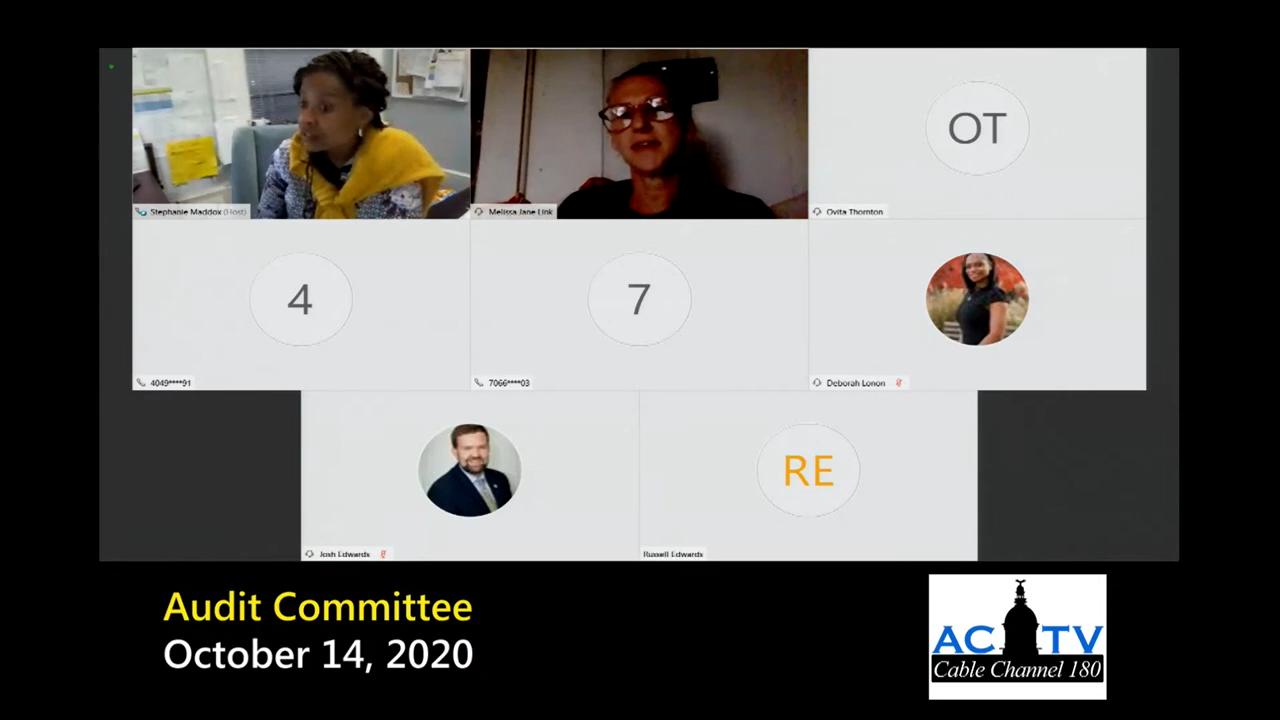 OT
Stephanie Maddox (Host)
Melissa Jane Link
Ovita Thornton
4
7
4049****91
7066****03
Deborah Lonon
RE
Josh Edwards
Russell Edwards
Audit Committee
October 14, 2020
AC TV
Cable Channel 180